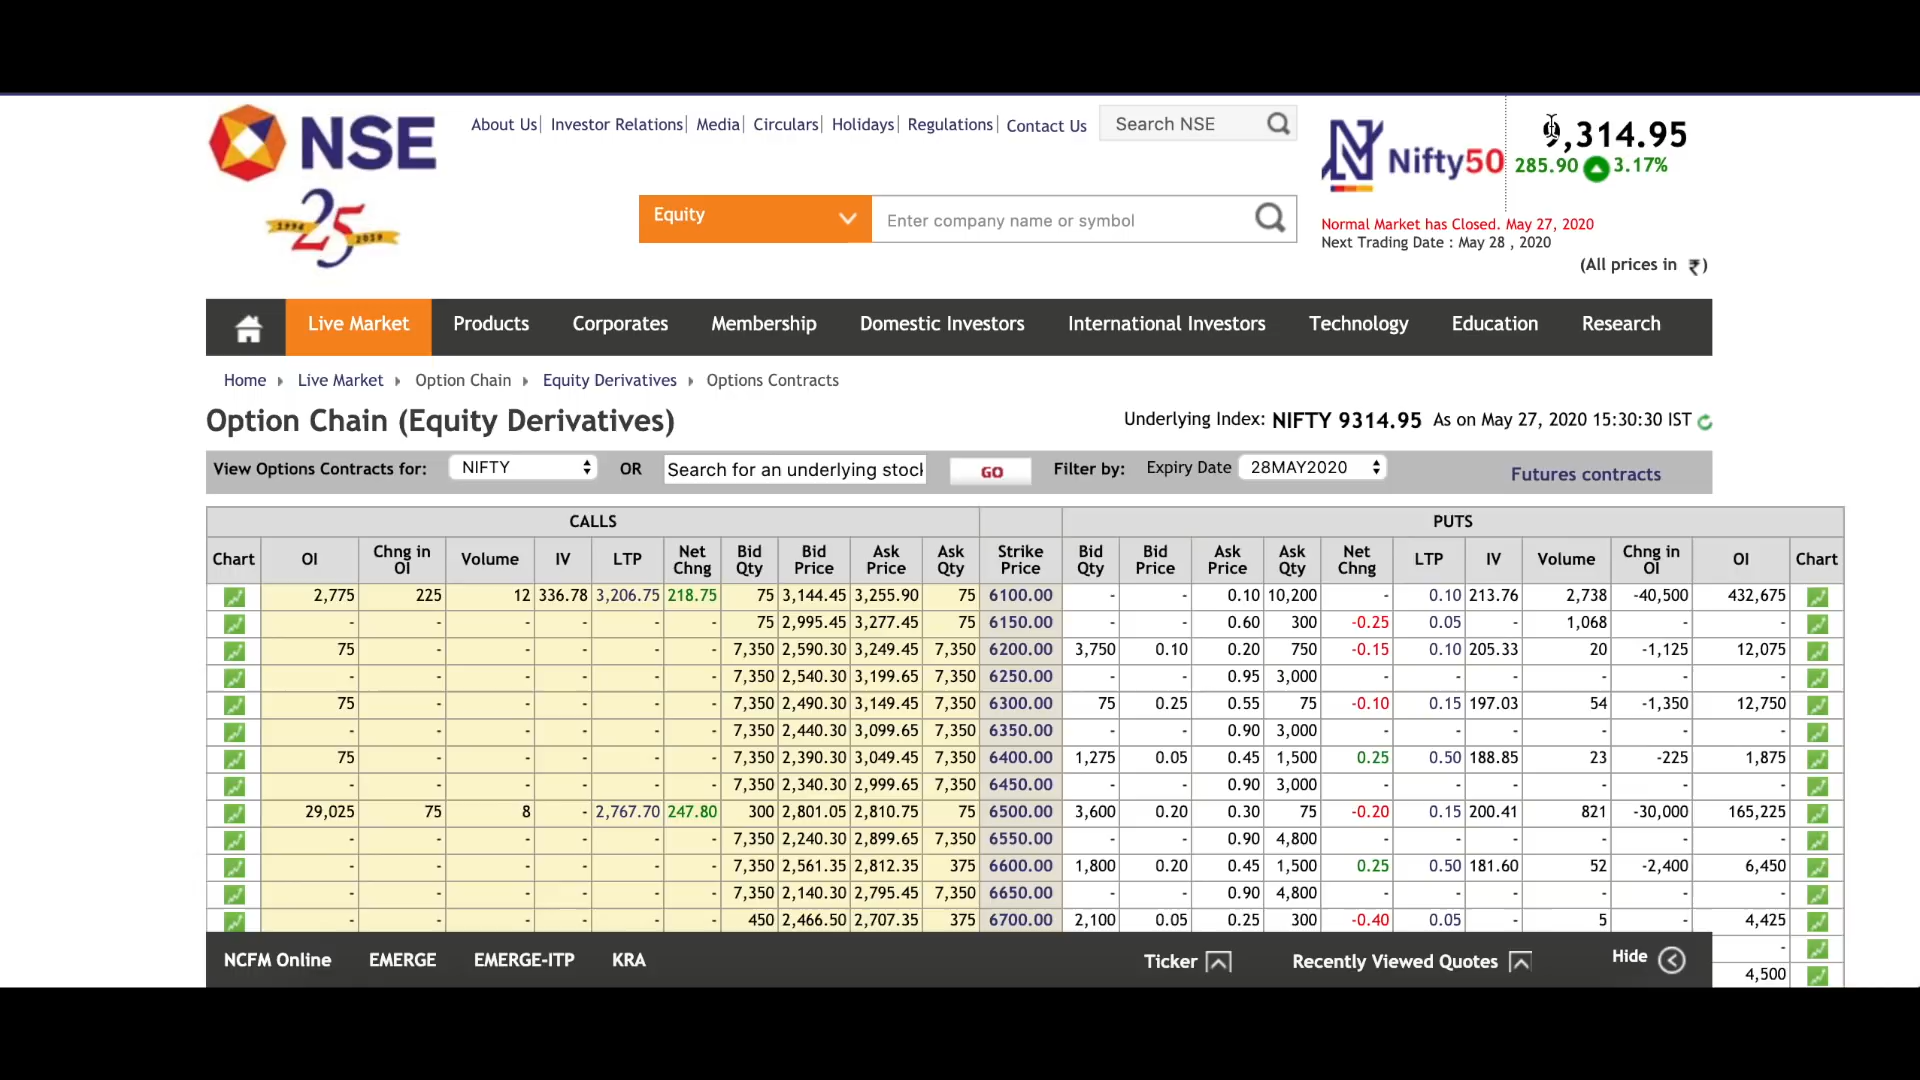 NSE
1994 25 2019
About Us| Investor Relations| Media| Circulars| Holidays| Regulations| Contact Us
Search NSE
Equity
Enter company name or symbol
Nifty50
9,314.95
285.90 3.17%
Normal Market has Closed. May 27, 2020
Next Trading Date : May 28 , 2020
(All prices in ₹)
Live Market Products Corporates Membership Domestic Investors International Investors Technology Education Research
Home Live Market Option Chain Equity Derivatives Options Contracts
Option Chain (Equity Derivatives)
Underlying Index: NIFTY 9314.95 As on May 27, 2020 15:30:30 IST
View Options Contracts for: NIFTY OR Search for an underlying stock GO Filter by: Expiry Date 28MAY2020 Futures contracts
CALLS PUTS
Chart OI Chng in OI Volume IV LTP Net Chng Bid Qty Bid Price Ask Price Ask Qty Strike Price Bid Qty Bid Price Ask Price Ask Qty Net Chng LTP IV Volume Chng in OI OI Chart
2,775 225 12 336.78 3,206.75 218.75 75 3,144.45 3,255.90 75 6100.00 - - 0.10 10,200 - 0.10 213.76 2,738 -40,500 432,675
- - - - - - 75 2,995.45 3,277.45 75 6150.00 - - 0.60 300 -0.25 0.05 - 1,068 - -
75 - - - - - 7,350 2,590.30 3,249.45 7,350 6200.00 3,750 0.10 0.20 750 -0.15 0.10 205.33 20 -1,125 12,075
- - - - - - 7,350 2,540.30 3,199.65 7,350 6250.00 - - 0.95 3,000 - - - - - -
75 - - - - - 7,350 2,490.30 3,149.45 7,350 6300.00 75 0.25 0.55 75 -0.10 0.15 197.03 54 -1,350 12,750
- - - - - - 7,350 2,440.30 3,099.65 7,350 6350.00 - - 0.90 3,000 - - - - - -
75 - - - - - 7,350 2,390.30 3,049.45 7,350 6400.00 1,275 0.05 0.45 1,500 0.25 0.50 188.85 23 -225 1,875
- - - - - - 7,350 2,340.30 2,999.65 7,350 6450.00 - - 0.90 3,000 - - - - - -
29,025 75 8 - 2,767.70 247.80 300 2,801.05 2,810.75 75 6500.00 3,600 0.20 0.30 75 -0.20 0.15 200.41 821 -30,000 165,225
- - - - - - 7,350 2,240.30 2,899.65 7,350 6550.00 - - 0.90 4,800 - - - - - -
- - - - - - 7,350 2,561.35 2,812.35 375 6600.00 1,800 0.20 0.45 1,500 0.25 0.50 181.60 52 -2,400 6,450
- - - - - - 7,350 2,140.30 2,795.45 7,350 6650.00 - - 0.90 4,800 - - - - - -
- - - - - - 450 2,466.50 2,707.35 375 6700.00 2,100 0.05 0.25 300 -0.40 0.05 - 5 - 4,425
-
4,500
NCFM Online EMERGE EMERGE-ITP KRA Ticker Recently Viewed Quotes Hide